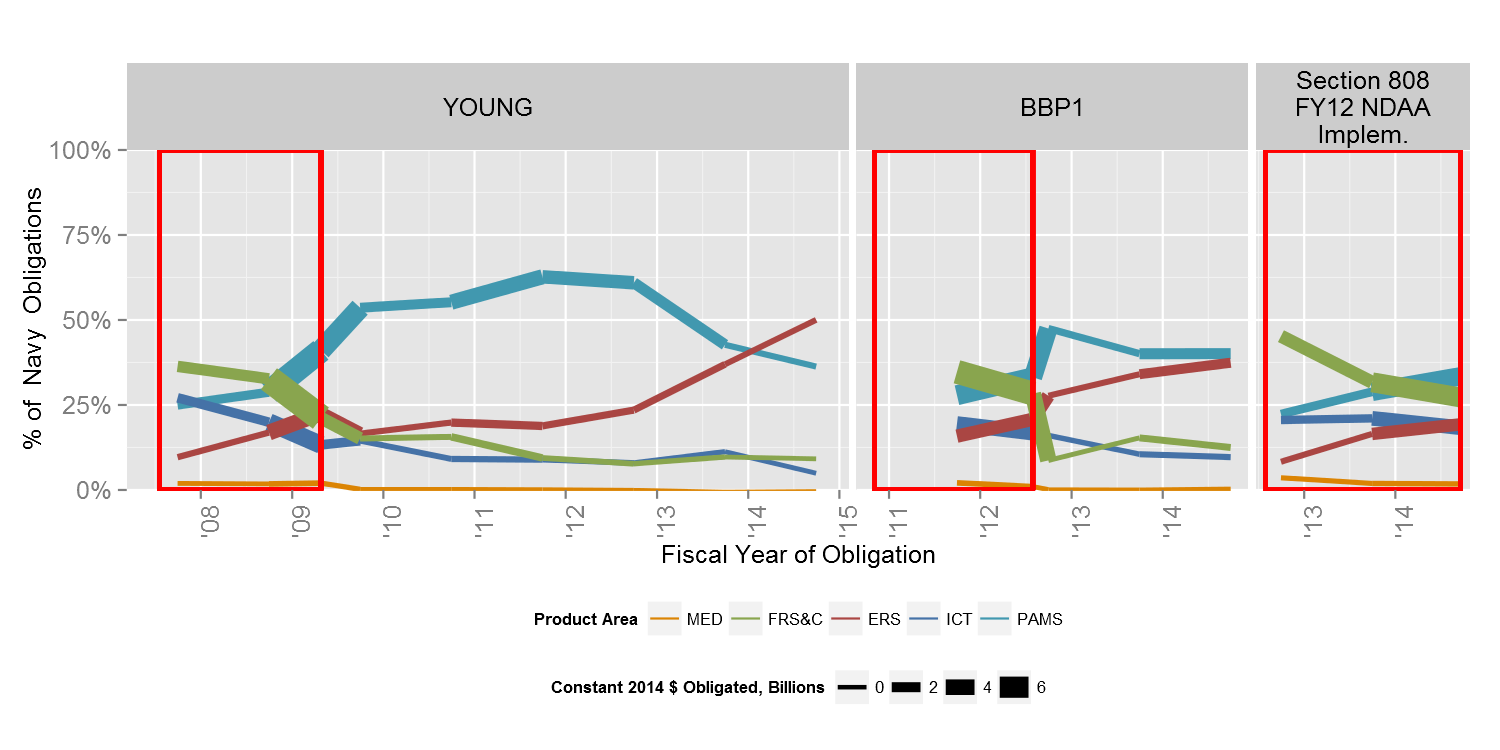 YOUNG
BBP1
Section 808
FY12 NDAA
Implem.
100%
75%
50%
25%
0%
% of Navy Obligations
'08
'09
'10
'11
'12
'13
'14
'15
'11
'12
'13
'14
'13
'14
Fiscal Year of Obligation
Product Area MED FRS&C ERS ICT PAMS
Constant 2014 $ Obligated, Billions 0 2 4 6